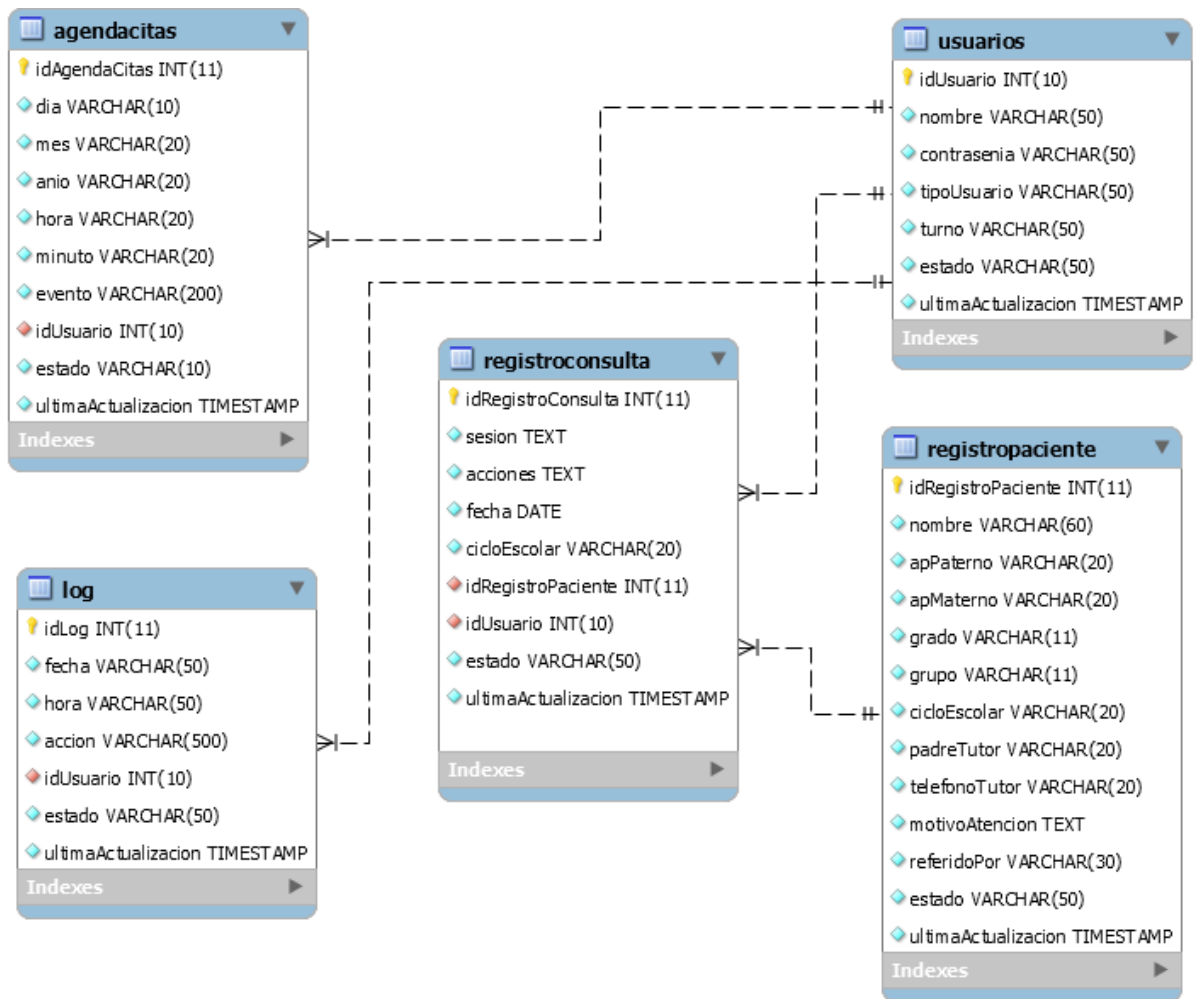 agendacitas
idAgendaCitas INT(11)
dia VARCHAR(10)
mes VARCHAR(20)
anio VARCHAR(20)
hora VARCHAR(20)
minuto VARCHAR(20)
evento VARCHAR(200)
idUsuario INT(10)
estado VARCHAR(10)
ultimaActualizacion TIMESTAMP
Indexes
usuarios
idUsuario INT(10)
nombre VARCHAR(50)
contrasenia VARCHAR(50)
tipoUsuario VARCHAR(50)
turno VARCHAR(50)
estado VARCHAR(50)
ultimaActualizacion TIMESTAMP
Indexes
registroconsulta
idRegistroConsulta INT(11)
sesion TEXT
acciones TEXT
fecha DATE
cicloEscolar VARCHAR(20)
idRegistroPaciente INT(11)
idUsuario INT(10)
estado VARCHAR(50)
ultimaActualizacion TIMESTAMP
Indexes
log
idLog INT(11)
fecha VARCHAR(50)
hora VARCHAR(50)
accion VARCHAR(500)
idUsuario INT(10)
estado VARCHAR(50)
ultimaActualizacion TIMESTAMP
Indexes
registropaciente
idRegistroPaciente INT(11)
nombre VARCHAR(60)
apPaterno VARCHAR(20)
apMaterno VARCHAR(20)
grado VARCHAR(11)
grupo VARCHAR(11)
cicloEscolar VARCHAR(20)
padreTutor VARCHAR(20)
telefonoTutor VARCHAR(20)
motivoAtencion TEXT
referidoPor VARCHAR(30)
estado VARCHAR(50)
ultimaActualizacion TIMESTAMP
Indexes